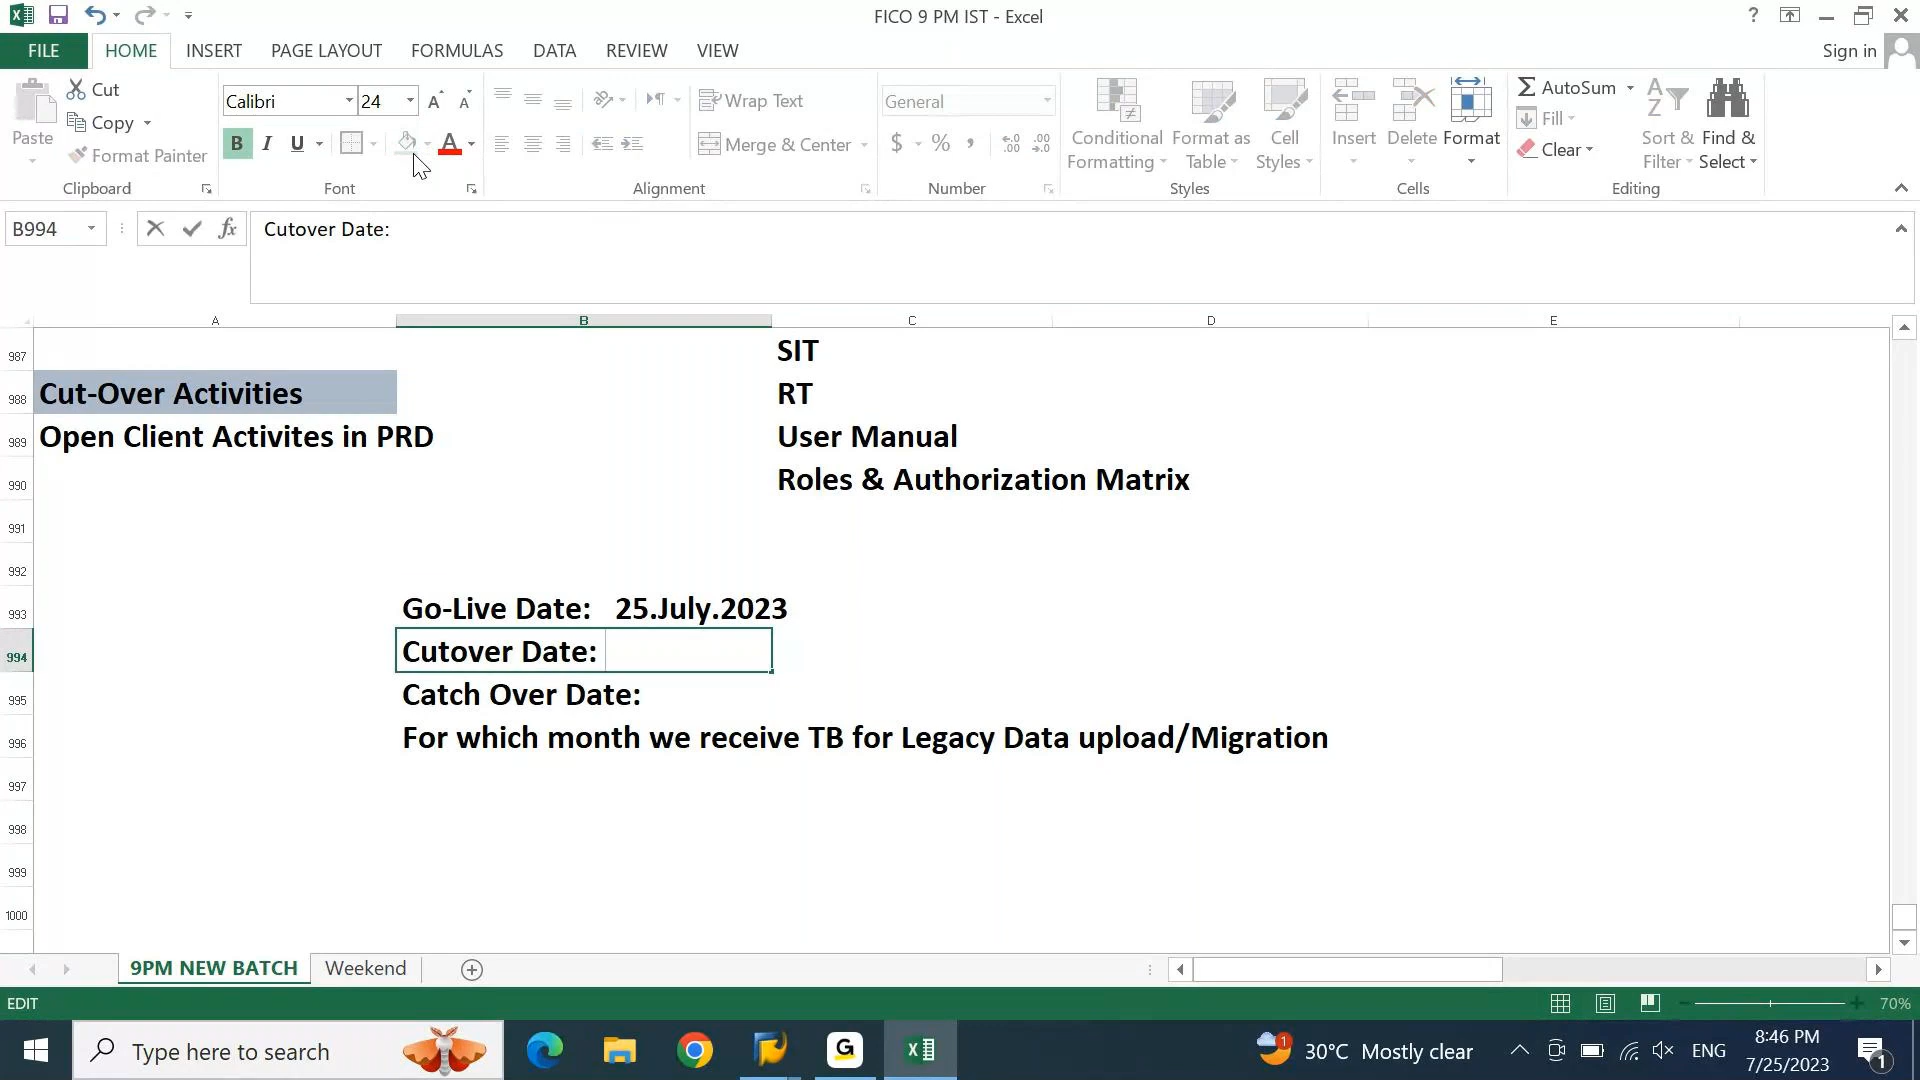 FICO 9 PM IST - Excel
?
FILE HOME INSERT PAGE LAYOUT FORMULAS DATA REVIEW VIEW Sign in
Paste
Cut
Copy
Format Painter
Clipboard
Calibri 24 A A
B I U A
Font
Wrap Text
Merge & Center
Alignment
General
$ % , .0 .00
Number
Conditional Formatting
Format as Table
Cell Styles
Styles
Insert Delete Format
Cells
AutoSum
Fill
Clear
Sort & Filter
Find & Select
Editing
B994 fx Cutover Date:
A B C D E
987 SIT
988 Cut-Over Activities RT
989 Open Client Activites in PRD User Manual
990 Roles & Authorization Matrix
991
992
993 Go-Live Date: 25.July.2023
994 Cutover Date:
995 Catch Over Date:
996 For which month we receive TB for Legacy Data upload/Migration
997
998
999
1000
9PM NEW BATCH Weekend
EDIT 70%
Type here to search
30°C Mostly clear
ENG
8:46 PM
7/25/2023
1